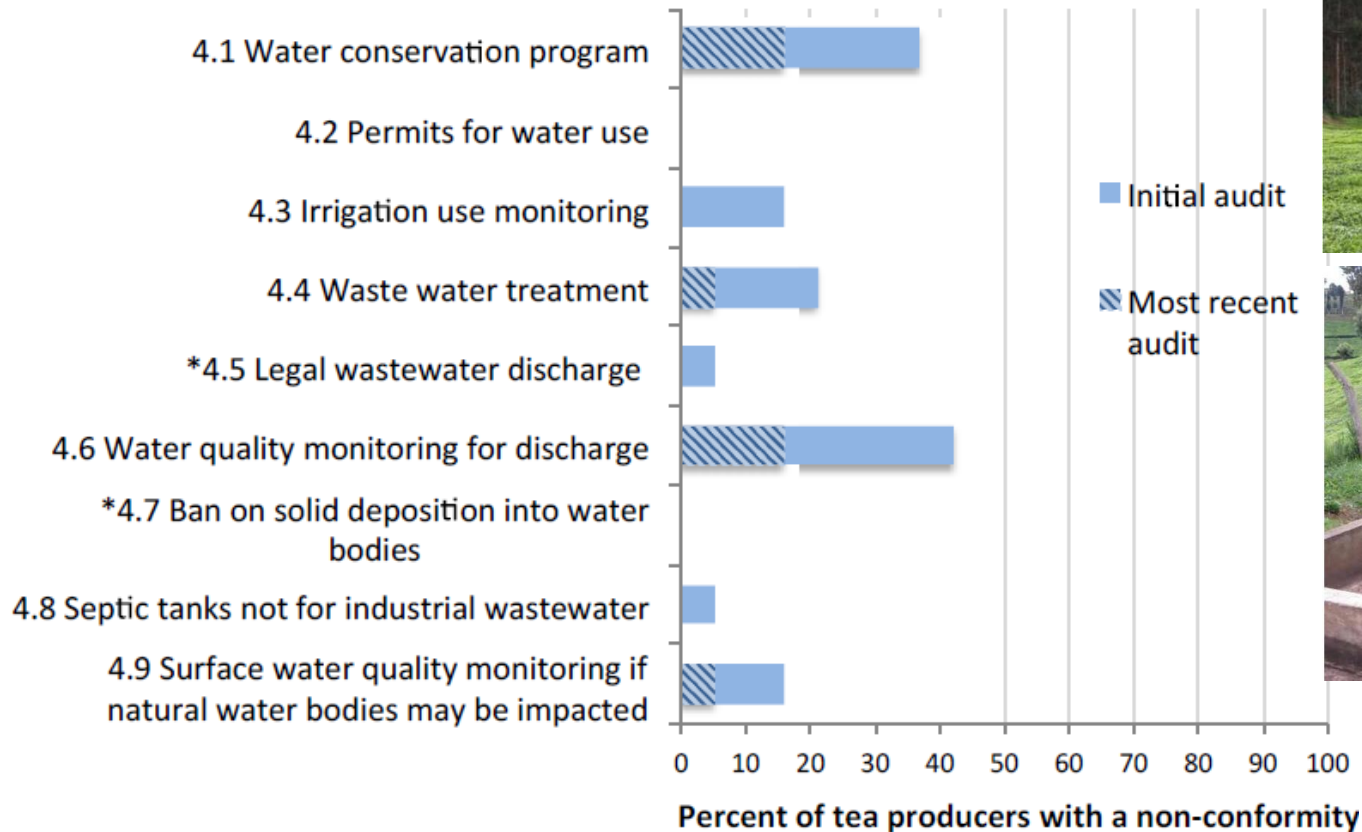 4.1 Water conservation program
4.2 Permits for water use
4.3 Irrigation use monitoring
4.4 Waste water treatment
*4.5 Legal wastewater discharge
4.6 Water quality monitoring for discharge
*4.7 Ban on solid deposition into water
bodies
4.8 Septic tanks not for industrial wastewater
4.9 Surface water quality monitoring if
natural water bodies may be impacted
Initial audit
Most recent
audit
0 10 20 30 40 50 60 70 80 90 100
Percent of tea producers with a non-conformity